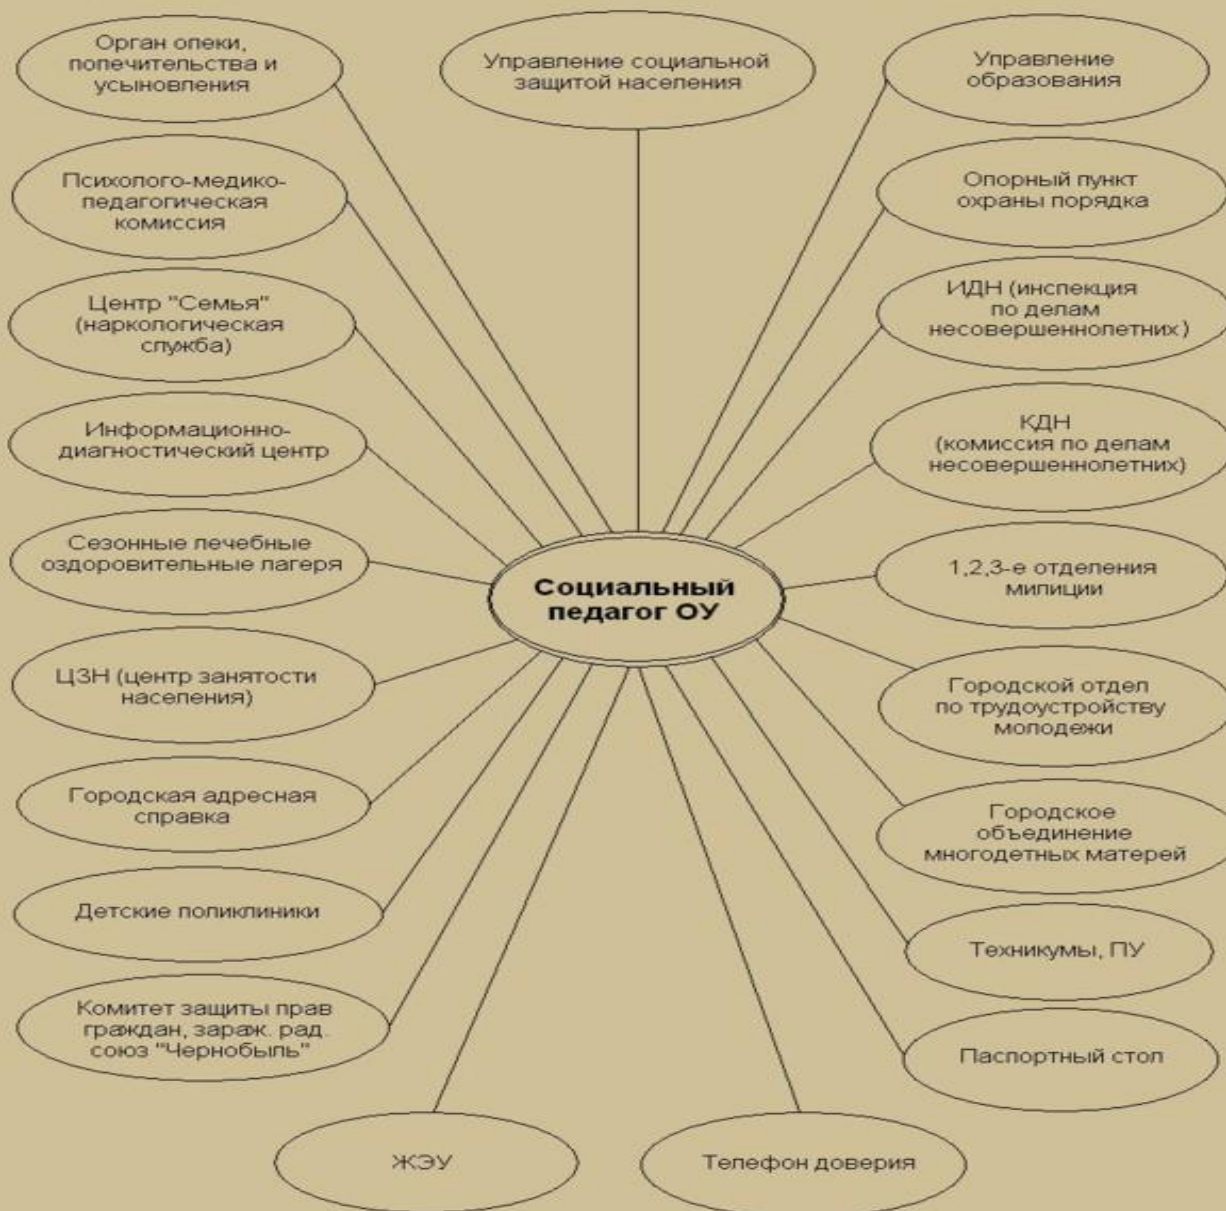 Орган опеки,
попечительства и
усыновления
Управление социальной
защитой населения
Управление
образования
Психолого-медико-
педагогическая
комиссия
Опорный пункт
охраны порядка
Центр "Семья"
(наркологическая
служба)
ИДН (инспекция
по делам
несовершеннолетних)
Информационно-
диагностический центр
КДН
(комиссия по делам
несовершеннолетних)
Сезонные лечебные
оздоровительные лагеря
Социальный
педагог ОУ
1,2,3-е отделения
милиции
ЦЗН (центр занятости
населения)
Городской отдел
по трудоустройству
молодежи
Городская адресная
справка
Городское
объединение
многодетных матерей
Детские поликлиники
Техникумы, ПУ
Комитет защиты прав
граждан, зараж. рад.
союз "Чернобыль"
Паспортный стол
ЖЭУ
Телефон доверия